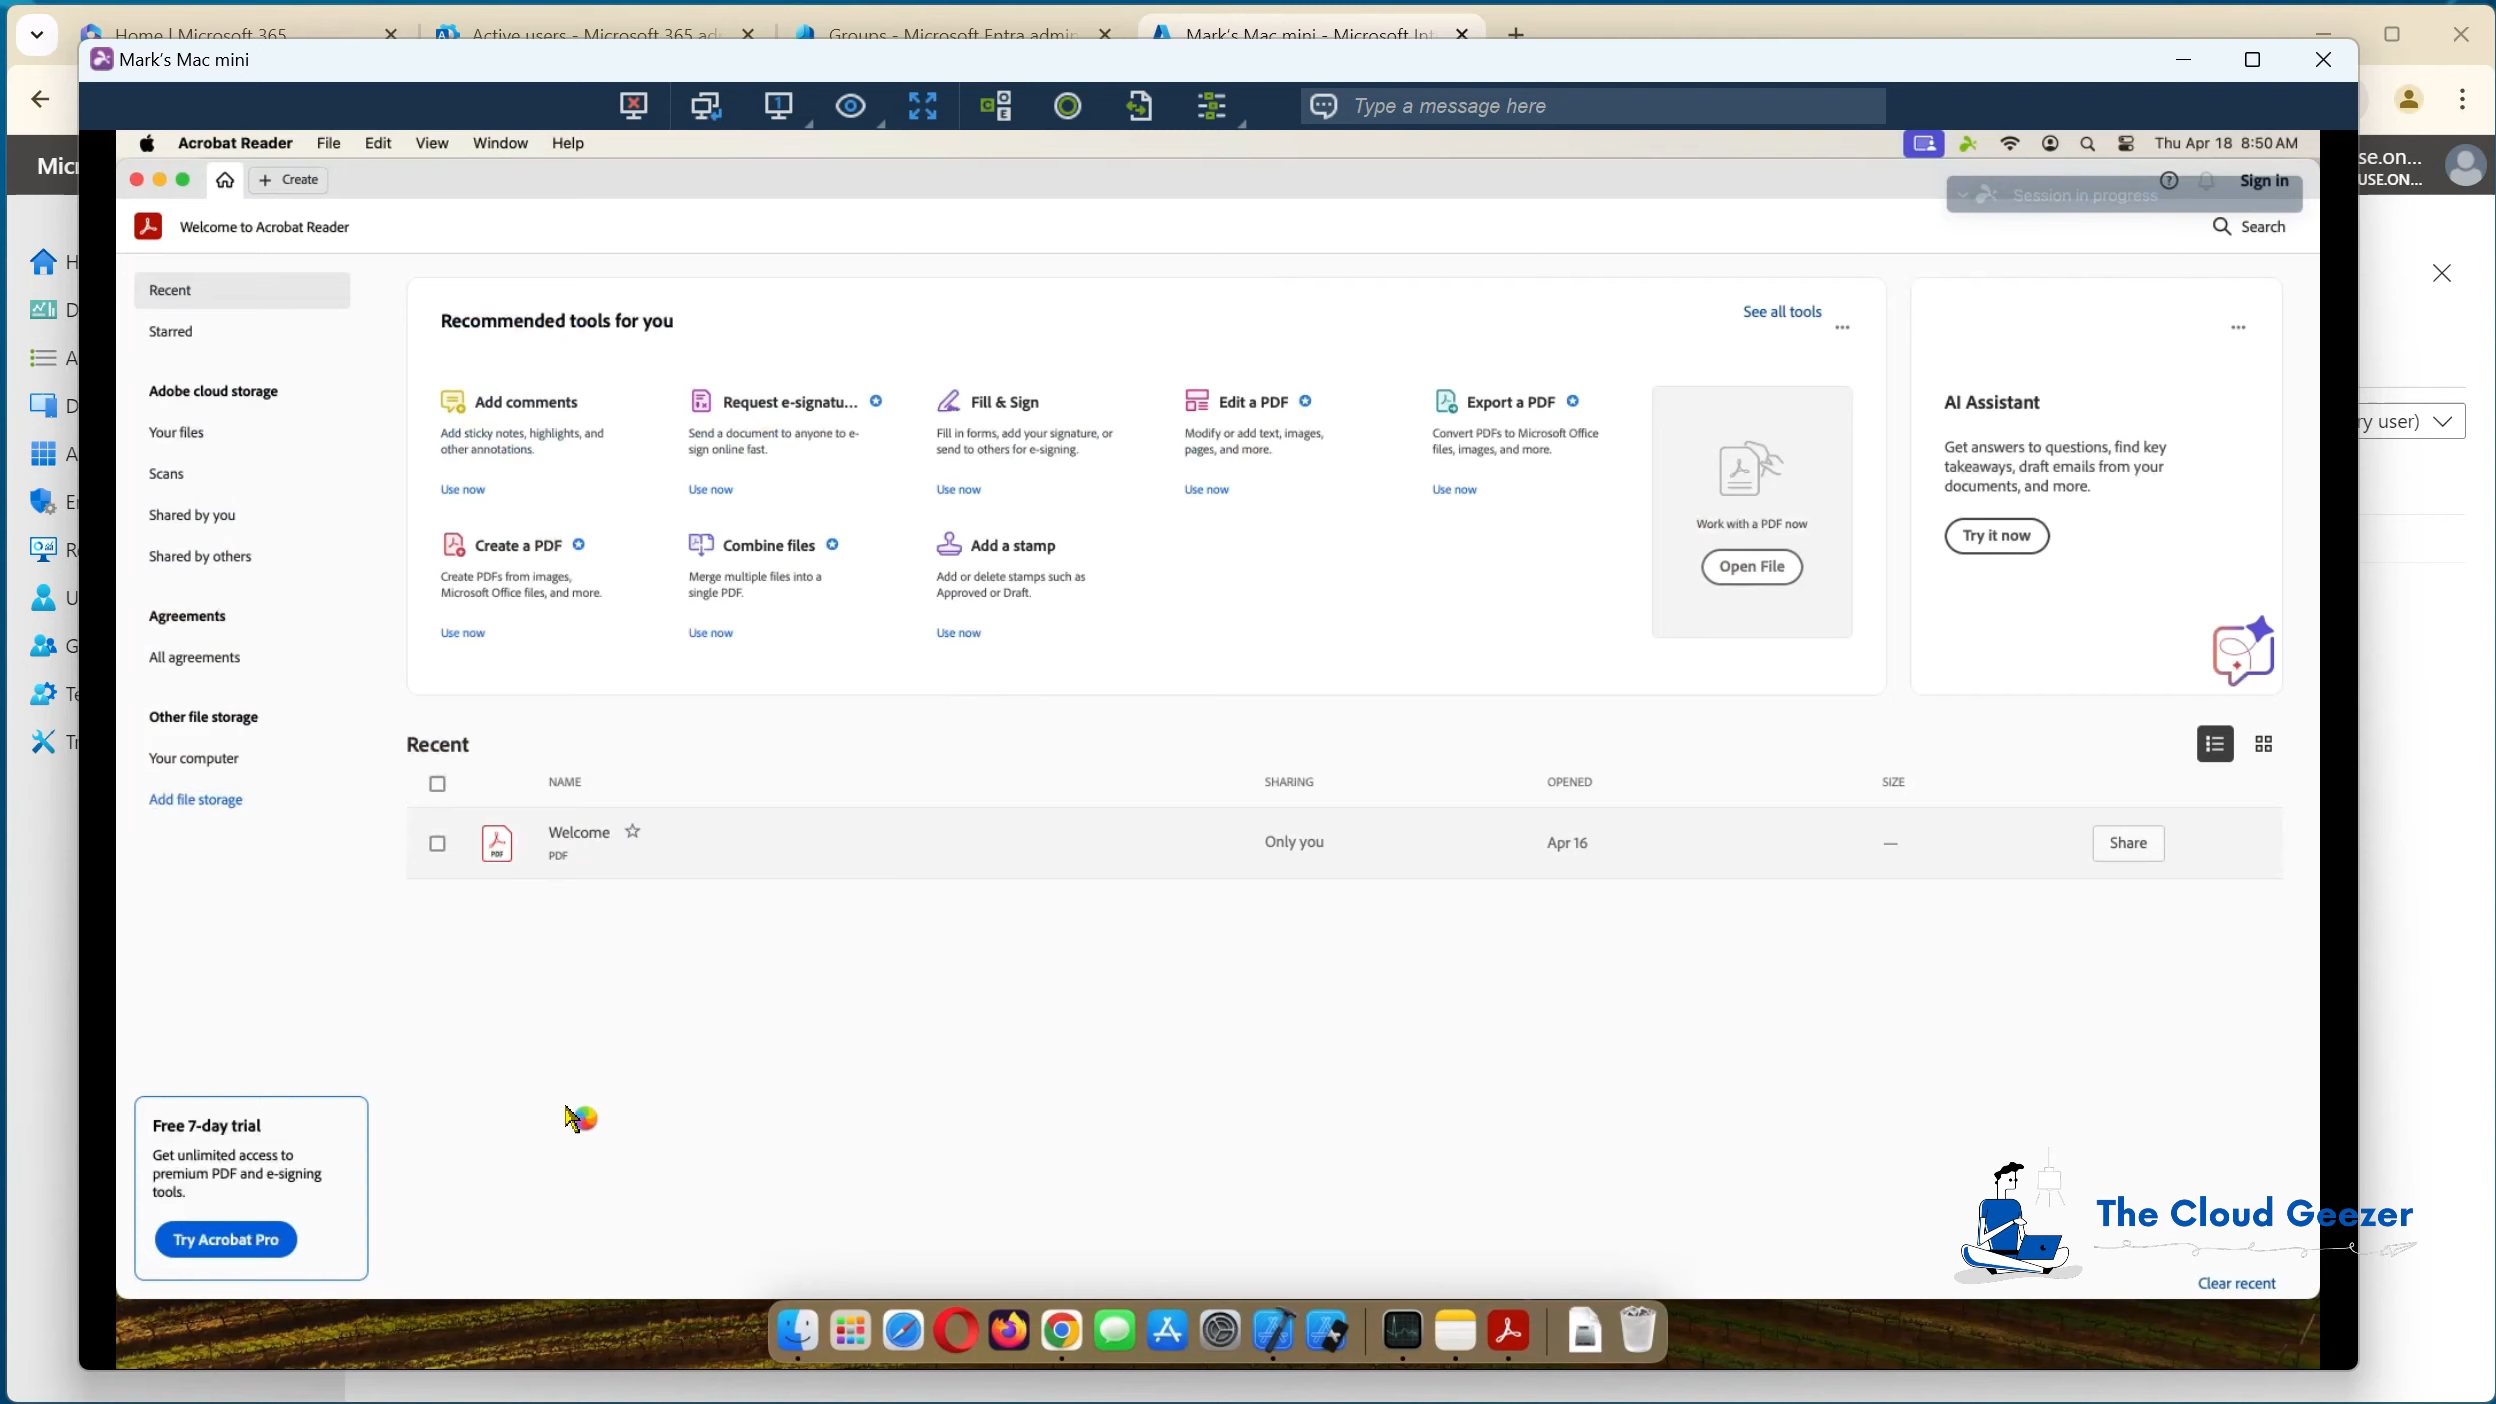 Home | Microsoft 365
Active users - Microsoft 365 ad
Groups - Microsoft Entra admin
Mark's Mac mini - Microsoft Int
Mark's Mac mini
Type a message here
Acrobat Reader File Edit View Window Help
Thu Apr 18 8:50 AM
Micr
se.on...
USE.ON...
Create
Session in progress
Sign in
Welcome to Acrobat Reader
Search
Recent
Starred
Adobe cloud storage
Your files
Scans
Shared by you
Shared by others
Agreements
All agreements
Other file storage
Your computer
Add file storage
Recommended tools for you
See all tools
Add comments
Add sticky notes, highlights, and
other annotations.
Use now
Request e-signatu...
Send a document to anyone to e-
sign online fast.
Use now
Fill & Sign
Fill in forms, add your signature, or
send to others for e-signing.
Use now
Edit a PDF
Modify or add text, images,
pages, and more.
Use now
Export a PDF
Convert PDFs to Microsoft Office
files, images, and more.
Use now
Create a PDF
Create PDFs from images,
Microsoft Office files, and more.
Use now
Combine files
Merge multiple files into a
single PDF.
Use now
Add a stamp
Add or delete stamps such as
Approved or Draft.
Use now
Work with a PDF now
Open File
AI Assistant
Get answers to questions, find key
takeaways, draft emails from your
documents, and more.
Try it now
ry user)
Recent
NAME SHARING OPENED SIZE
Welcome
PDF
Only you
Apr 16
—
Share
Free 7-day trial
Get unlimited access to
premium PDF and e-signing
tools.
Try Acrobat Pro
The Cloud Geezer
Clear recent